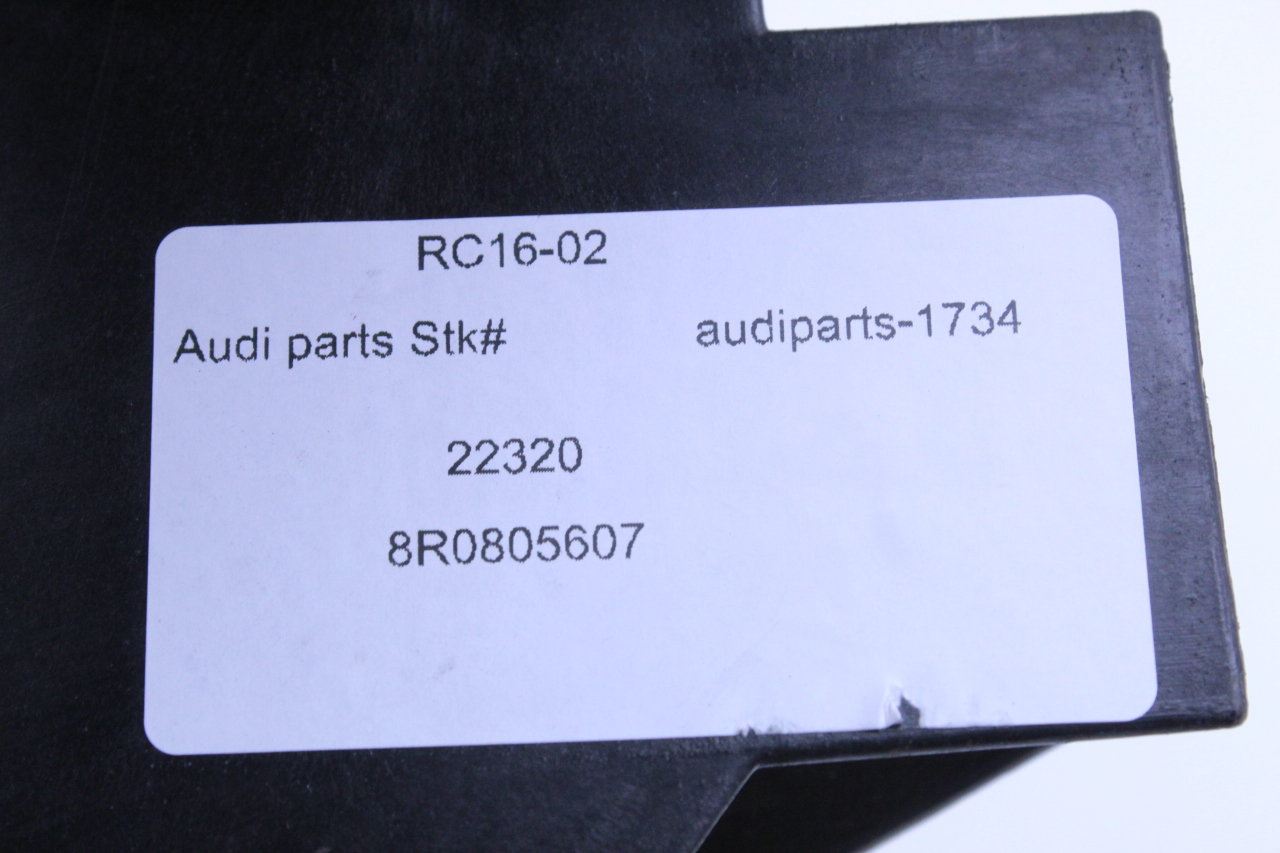 RC16-02
Audi parts Stk# audiparts-1734
22320
8R0805607